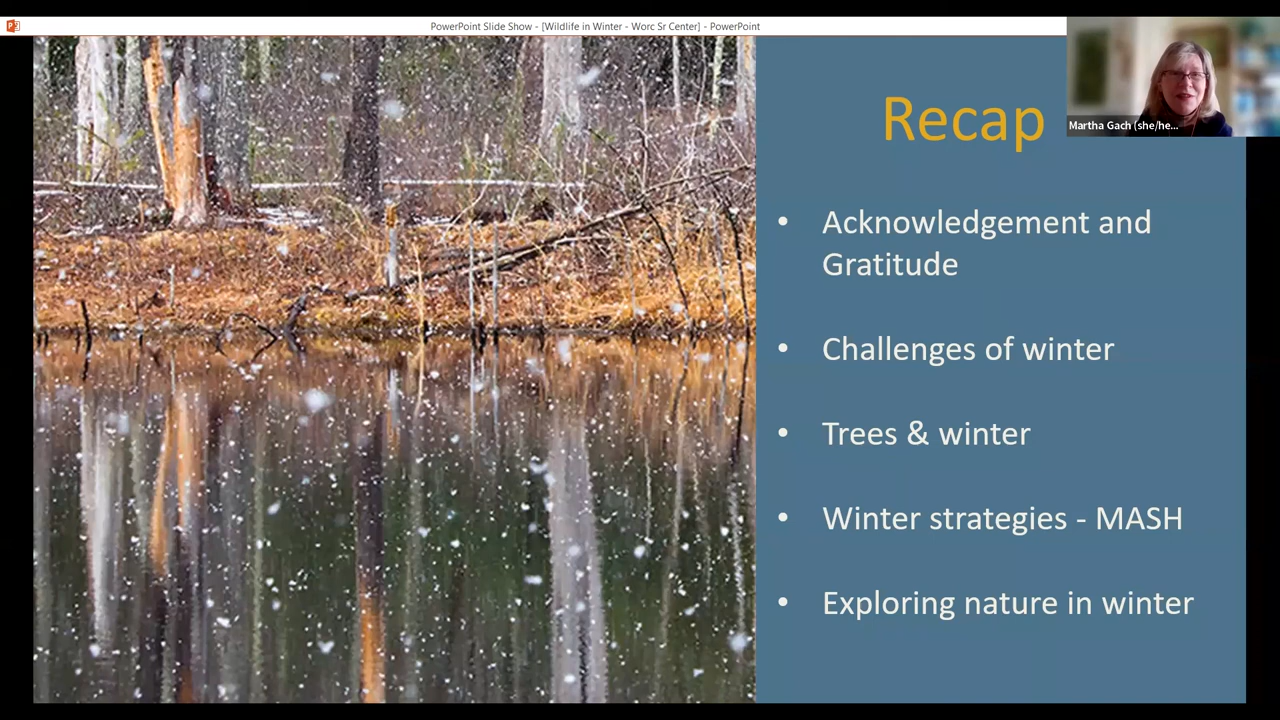 PowerPoint Slide Show - [Wildlife in Winter - Worc Sr Center] - PowerPoint
Martha Gach (she/he...
Recap
• Acknowledgement and
Gratitude
• Challenges of winter
• Trees & winter
• Winter strategies - MASH
• Exploring nature in winter